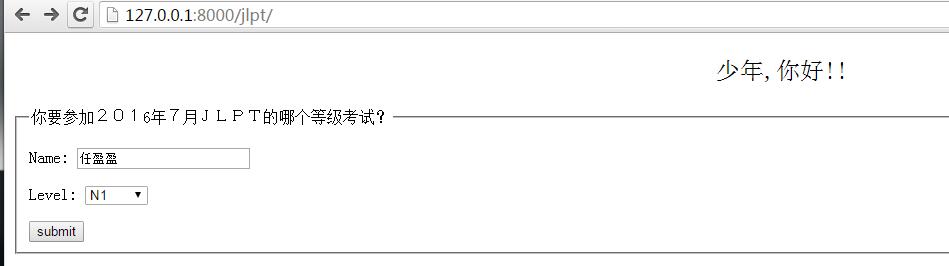 127.0.0.1:8000/jlpt/
少年,你好!!
你要参加２０１6年７月ＪＬＰＴ的哪个等级考试?
Name: 任盈盈
Level: N1
submit